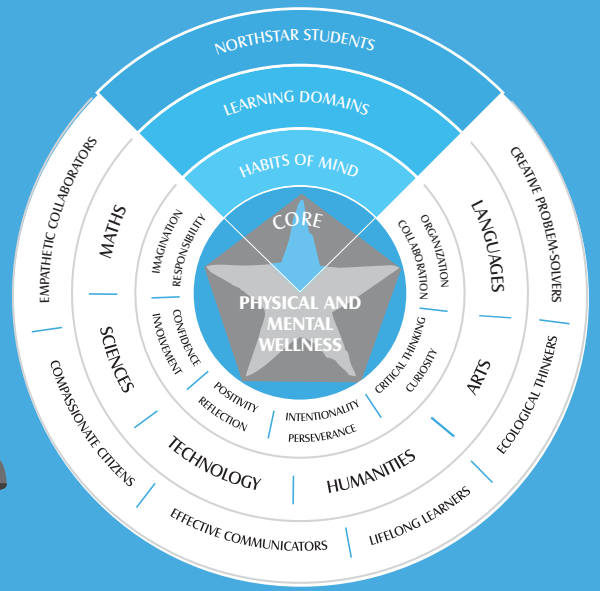 NORTHSTAR STUDENTS
LEARNING DOMAINS
HABITS OF MIND
CORE
PHYSICAL AND
MENTAL
WELLNESS
EMPATHETIC COLLABORATORS
COMPASSIONATE CITIZENS
EFFECTIVE COMMUNICATORS
LIFELONG LEARNERS
ECOLOGICAL THINKERS
CREATIVE PROBLEM-SOLVERS
MATHS
SCIENCES
TECHNOLOGY
HUMANITIES
ARTS
LANGUAGES
IMAGINATION
RESPONSIBILITY
CONFIDENCE
INVOLVEMENT
POSITIVITY
REFLECTION
INTENTIONALITY
PERSEVERANCE
CRITICAL THINKING
CURIOSITY
ORGANIZATION
COLLABORATION